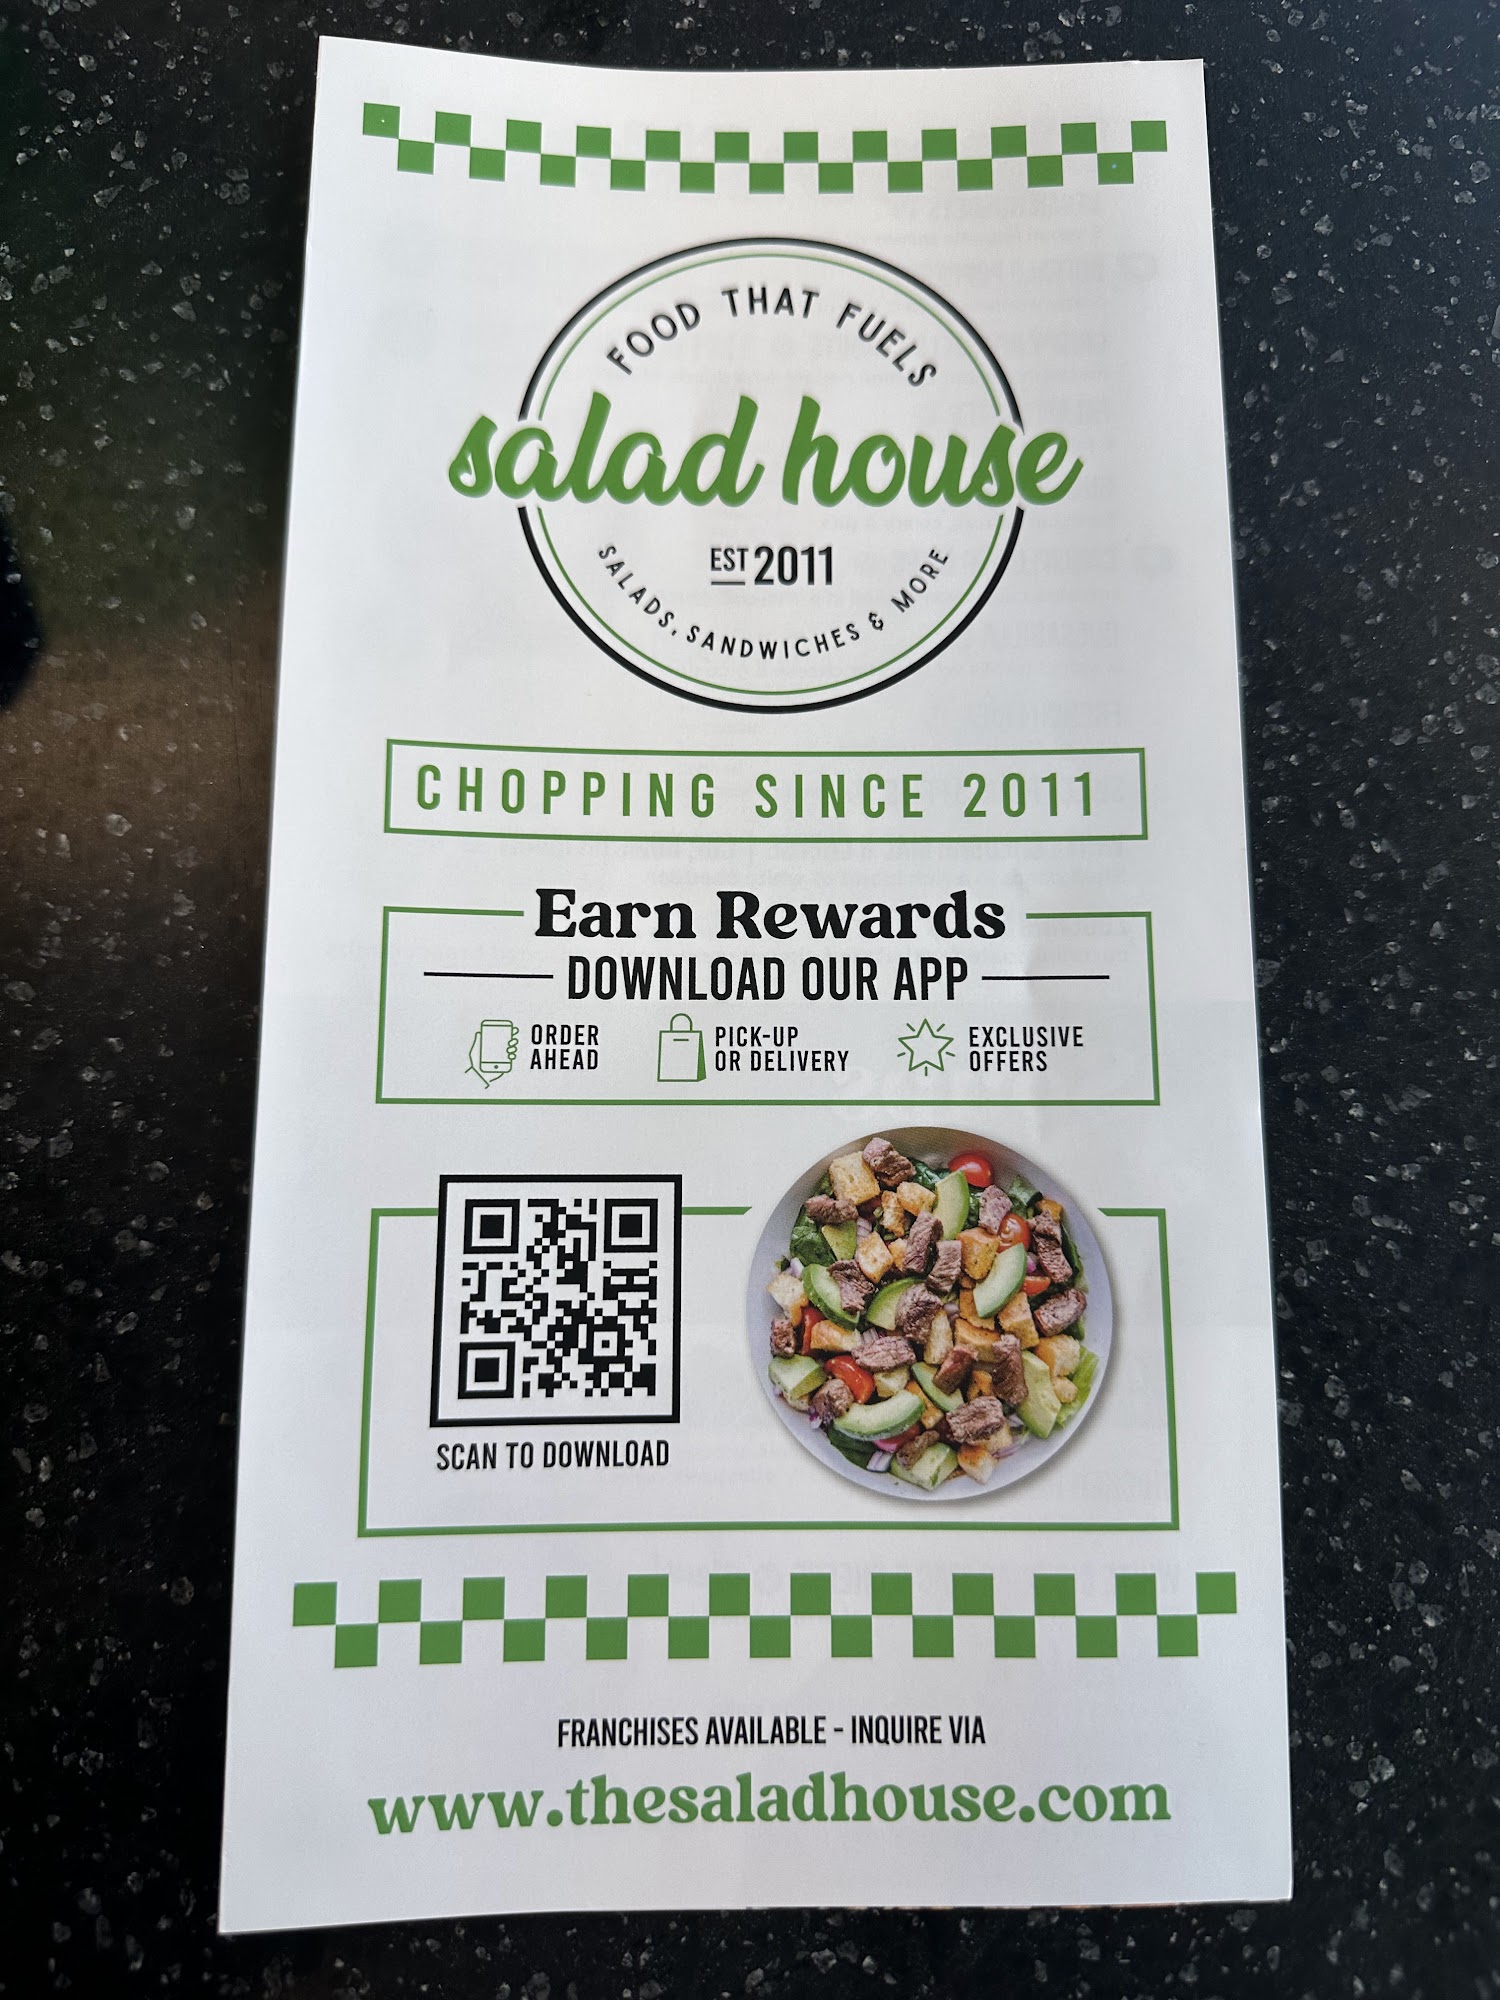 FOOD THAT FUELS
salad house
EST 2011
SALADS, SANDWICHES & MORE
CHOPPING SINCE 2011
Earn Rewards
DOWNLOAD OUR APP
ORDER
AHEAD
PICK-UP
OR DELIVERY
EXCLUSIVE
OFFERS
SCAN TO DOWNLOAD
FRANCHISES AVAILABLE - INQUIRE VIA
www.thesaladhouse.com